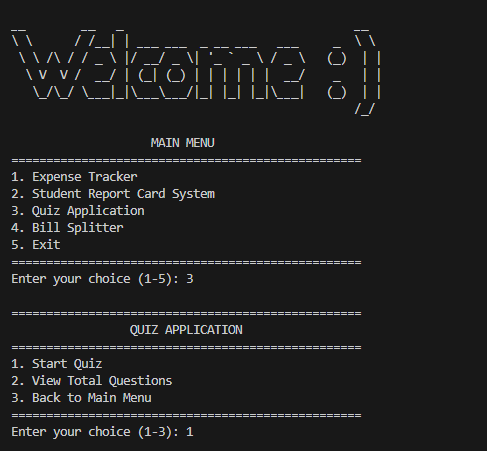 Welcome :)
MAIN MENU
==================================================
1. Expense Tracker
2. Student Report Card System
3. Quiz Application
4. Bill Splitter
5. Exit
==================================================
Enter your choice (1-5): 3
==================================================
QUIZ APPLICATION
==================================================
1. Start Quiz
2. View Total Questions
3. Back to Main Menu
==================================================
Enter your choice (1-3): 1